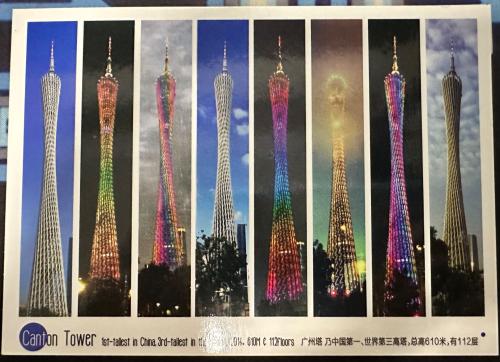 Canton Tower 1st-tallest in China, 3rd-tallest in 610M & 112Floors 广州塔 乃中国第一、世界第三高塔,总高610米,有112层